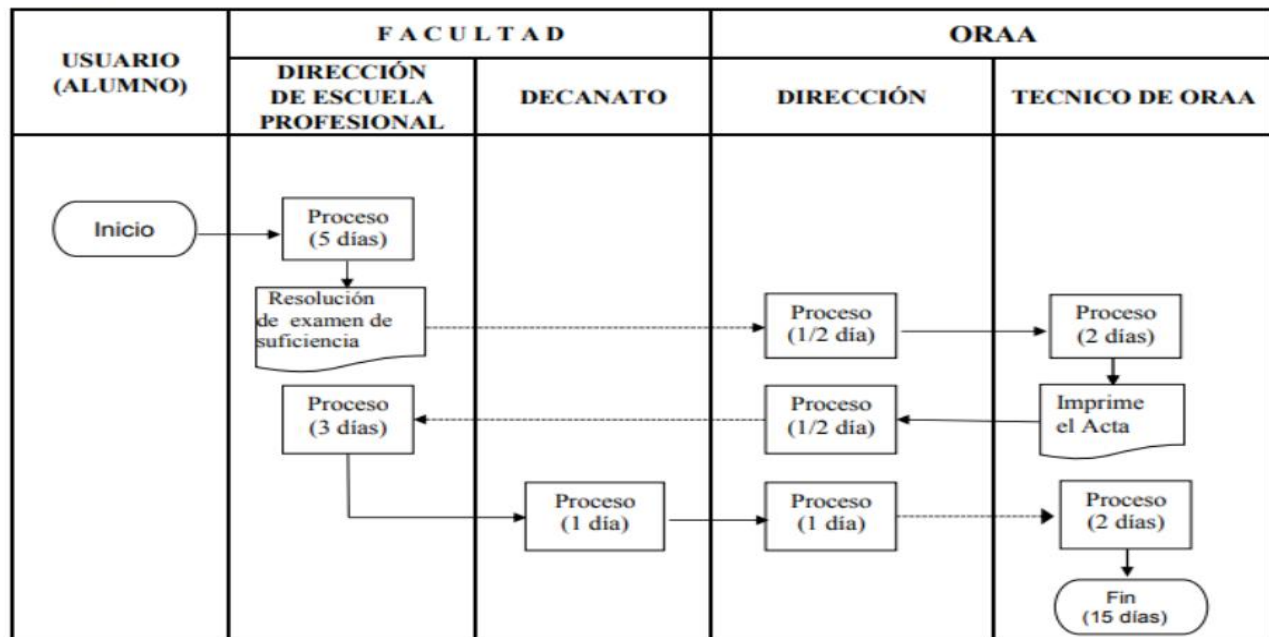 USUARIO
(ALUMNO)
F A C U L T A D
ORAA
DIRECCIÓN
DE ESCUELA
PROFESIONAL
DECANATO
DIRECCIÓN
TECNICO DE ORAA
Inicio
Proceso
(5 días)
Resolución
de examen de
suficiencia
Proceso
(1/2 día)
Proceso
(2 días)
Proceso
(3 días)
Proceso
(1/2 día)
Imprime
el Acta
Proceso
(1 día)
Proceso
(1 día)
Proceso
(2 días)
Fin
(15 días)